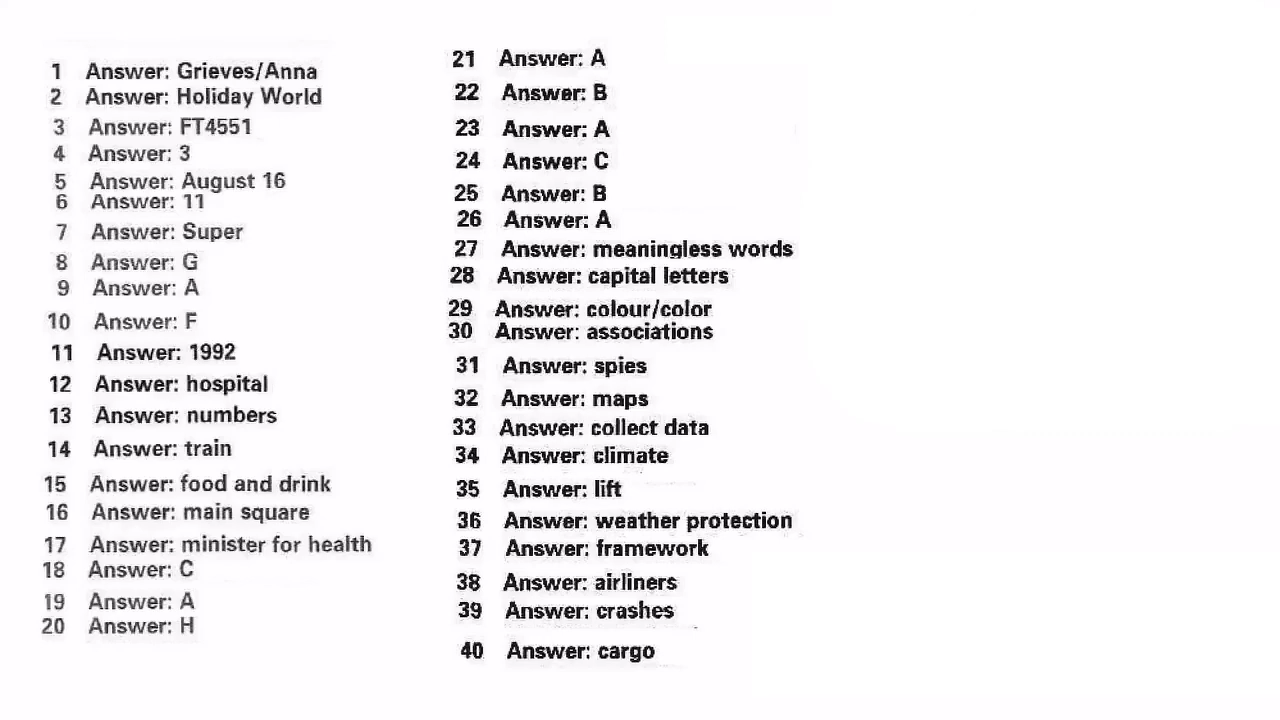 1 Answer: Grieves/Anna
2 Answer: Holiday World
3 Answer: FT4551
4 Answer: 3
5 Answer: August 16
6 Answer: 11
7 Answer: Super
8 Answer: G
9 Answer: A
10 Answer: F
11 Answer: 1992
12 Answer: hospital
13 Answer: numbers
14 Answer: train
15 Answer: food and drink
16 Answer: main square
17 Answer: minister for health
18 Answer: C
19 Answer: A
20 Answer: H
21 Answer: A
22 Answer: B
23 Answer: A
24 Answer: C
25 Answer: B
26 Answer: A
27 Answer: meaningless words
28 Answer: capital letters
29 Answer: colour/color
30 Answer: associations
31 Answer: spies
32 Answer: maps
33 Answer: collect data
34 Answer: climate
35 Answer: lift
36 Answer: weather protection
37 Answer: framework
38 Answer: airliners
39 Answer: crashes
40 Answer: cargo